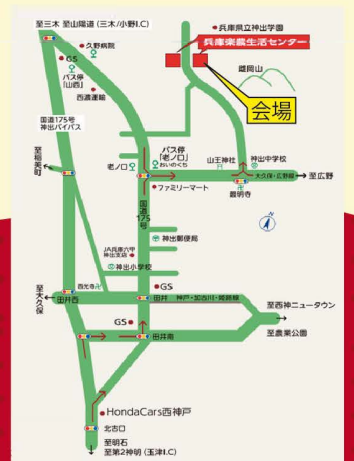 至三木 至山陽道(三木/小野I.C)
兵庫県立神出学園
兵庫楽農生活センター
久野病院
GS
バス停
(山西)
西濃運輸
雌岡山
会場
国道175号
神出バイパス
バス停
「老ノ口」
おいのくち
老ノ口
山王神社
神出中学校
至稲美町
大久保・広野線
至広野
ファミリーマート
最明寺
国道175号
神出郵便局
JA兵庫六甲
神出支店
神出小学校
西光寺
GS
至大久保
田井西
田井
神戸・加古川・姫路線
至西神ニュータウン
GS
至農業公園
田井南
HondaCars西神戸
北古口
至明石
至第2神明(玉津I.C)